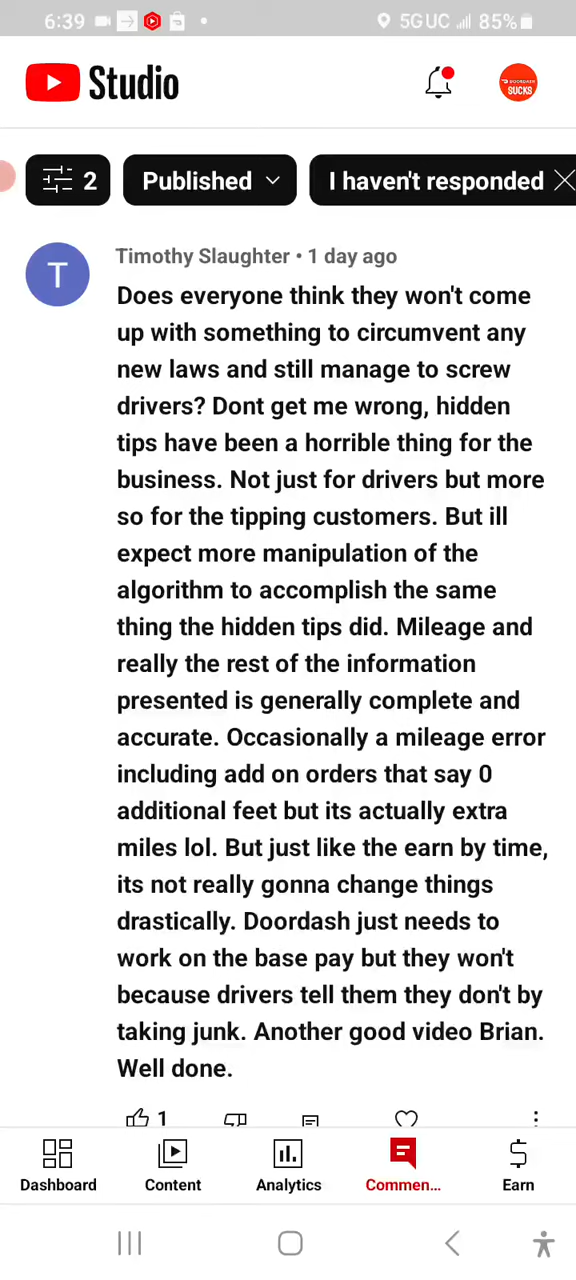 6:39 5GUC 85%
Studio
DOORDASH SUCKS
2 Published I haven't responded
T
Timothy Slaughter • 1 day ago
Does everyone think they won't come
up with something to circumvent any
new laws and still manage to screw
drivers? Dont get me wrong, hidden
tips have been a horrible thing for the
business. Not just for drivers but more
so for the tipping customers. But ill
expect more manipulation of the
algorithm to accomplish the same
thing the hidden tips did. Mileage and
really the rest of the information
presented is generally complete and
accurate. Occasionally a mileage error
including add on orders that say 0
additional feet but its actually extra
miles lol. But just like the earn by time,
its not really gonna change things
drastically. Doordash just needs to
work on the base pay but they won't
because drivers tell them they don't by
taking junk. Another good video Brian.
Well done.
1
Dashboard Content Analytics Commen... Earn